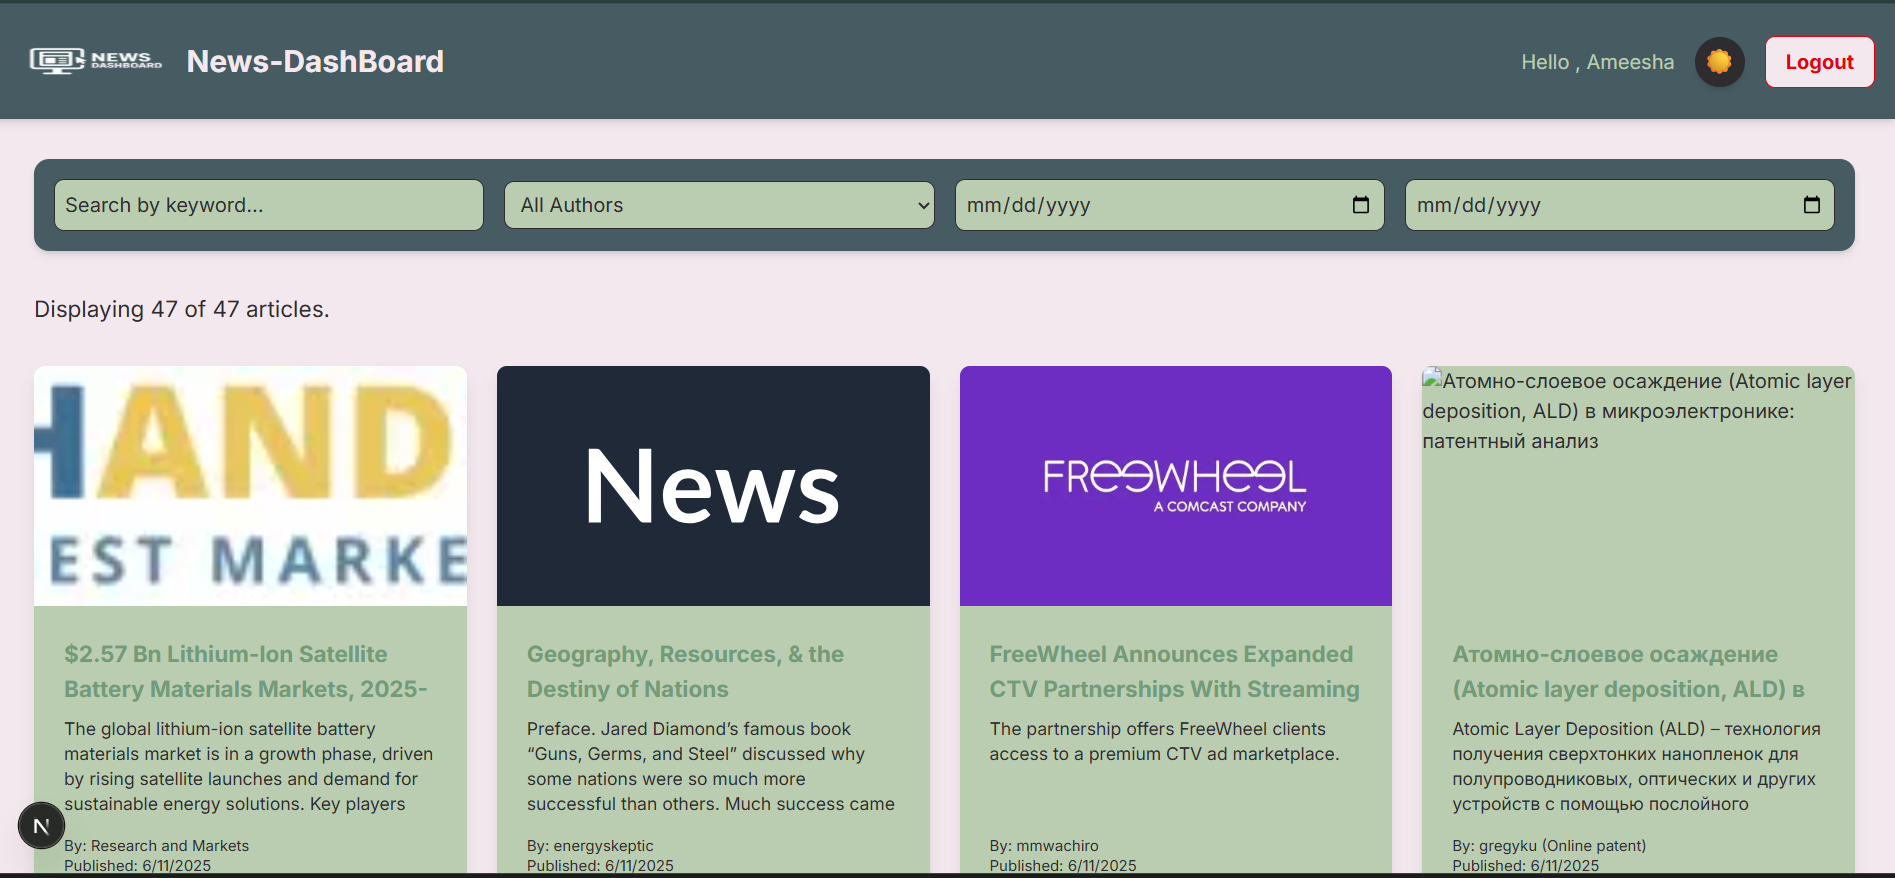 NEWS
DASHBOARD
News-DashBoard
Hello , Ameesha
Logout
Search by keyword...
All Authors
mm/dd/yyyy
mm/dd/yyyy
Displaying 47 of 47 articles.
HAND
EST MARKE
$2.57 Bn Lithium-Ion Satellite
Battery Materials Markets, 2025-
The global lithium-ion satellite battery
materials market is in a growth phase, driven
by rising satellite launches and demand for
sustainable energy solutions. Key players
By: Research and Markets
Published: 6/11/2025
News
Geography, Resources, & the
Destiny of Nations
Preface. Jared Diamond’s famous book
“Guns, Germs, and Steel” discussed why
some nations were so much more
successful than others. Much success came
By: energyskeptic
Published: 6/11/2025
FREEWHEEL
A COMCAST COMPANY
FreeWheel Announces Expanded
CTV Partnerships With Streaming
The partnership offers FreeWheel clients
access to a premium CTV ad marketplace.
By: mmwachiro
Published: 6/11/2025
Атомно-слоевое осаждение (Atomic layer
deposition, ALD) в микроэлектронике:
патентный анализ
Атомно-слоевое осаждение
(Atomic layer deposition, ALD) в
Atomic Layer Deposition (ALD) – технология
получения сверхтонких нанопленок для
полупроводниковых, оптических и других
устройств с помощью послойного
By: gregyku (Online patent)
Published: 6/11/2025
N